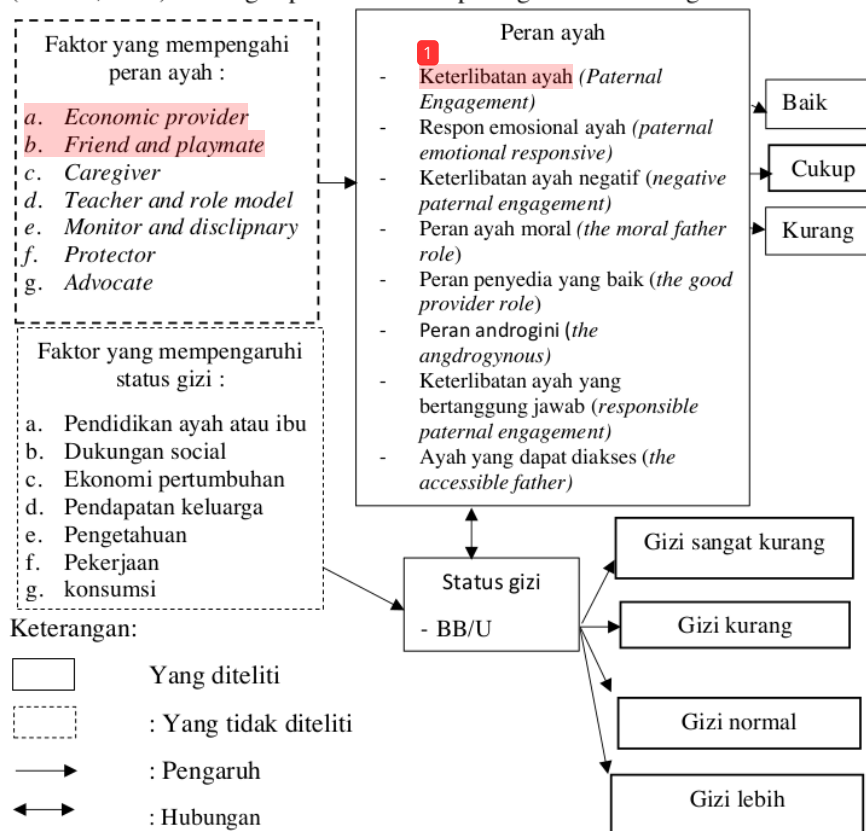 Faktor yang mempengahi
peran ayah :
a. Economic provider
b. Friend and playmate
c. Caregiver
d. Teacher and role model
e. Monitor and disclipnary
f. Protector
g. Advocate
Peran ayah
1
- Keterlibatan ayah (Paternal
Engagement)
- Respon emosional ayah (paternal
emotional responsive)
- Keterlibatan ayah negatif (negative
paternal engagement)
- Peran ayah moral (the moral father
role)
- Peran penyedia yang baik (the good
provider role)
- Peran androgini (the
angdrogynous)
- Keterlibatan ayah yang
bertanggung jawab (responsible
paternal engagement)
- Ayah yang dapat diakses (the
accessible father)
Baik
Cukup
Kurang
Faktor yang mempengaruhi
status gizi :
a. Pendidikan ayah atau ibu
b. Dukungan social
c. Ekonomi pertumbuhan
d. Pendapatan keluarga
e. Pengetahuan
f. Pekerjaan
g. konsumsi
Status gizi
- BB/U
Gizi sangat kurang
Gizi kurang
Gizi normal
Gizi lebih
Keterangan:
Yang diteliti
: Yang tidak diteliti
: Pengaruh
: Hubungan